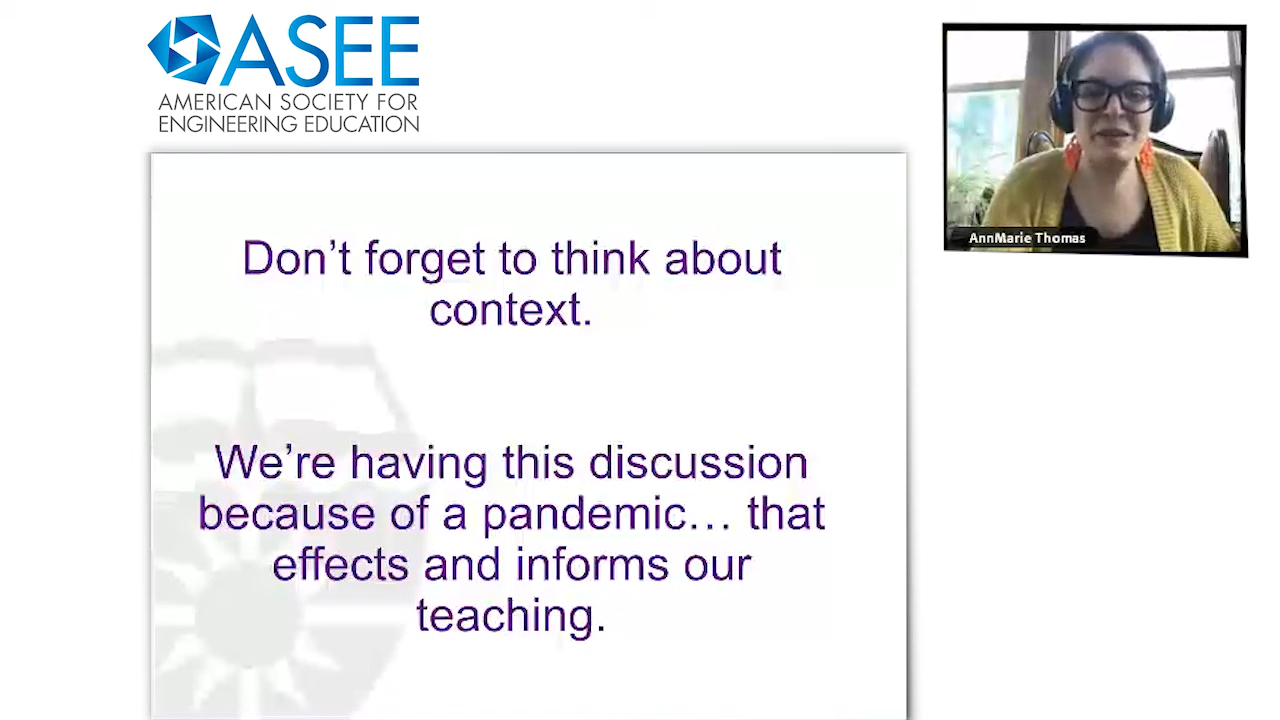 ASEE
AMERICAN SOCIETY FOR
ENGINEERING EDUCATION
AnnMarie Thomas
Don't forget to think about
context.
We're having this discussion
because of a pandemic… that
effects and informs our
teaching.